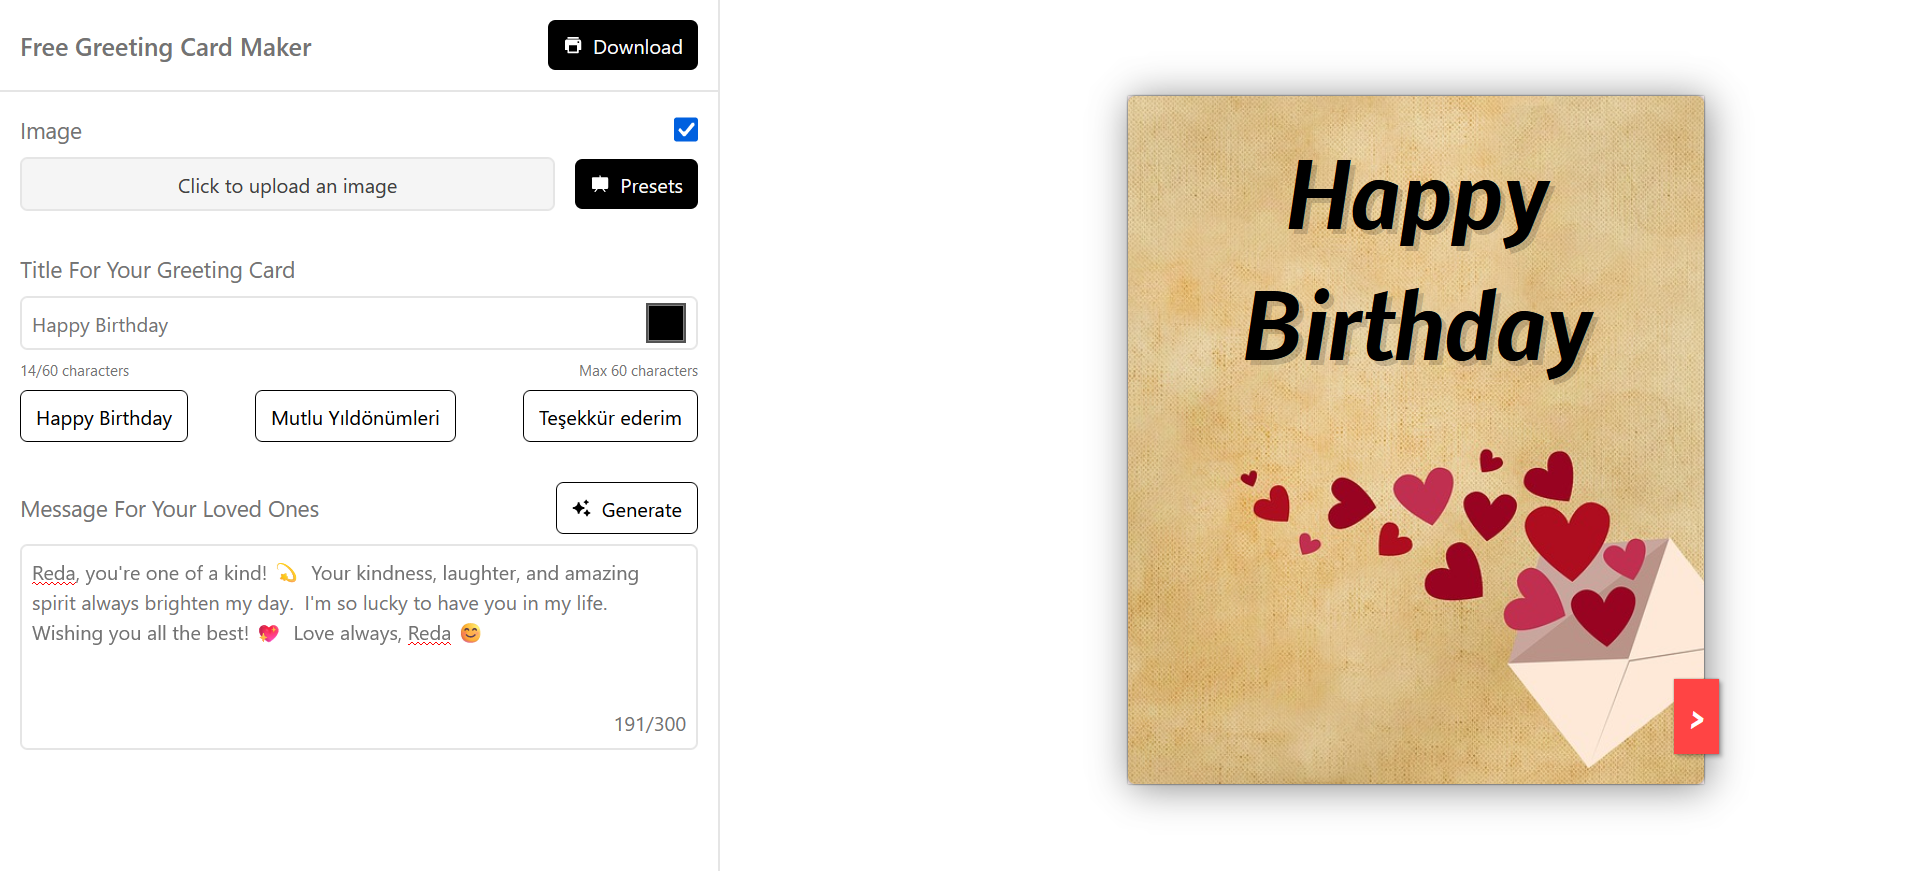 Free Greeting Card Maker
Download
Image
Click to upload an image
Presets
Title For Your Greeting Card
Happy Birthday
14/60 characters
Max 60 characters
Happy Birthday
Mutlu Yıldönümleri
Teşekkür ederim
Message For Your Loved Ones
Generate
Reda, you're one of a kind! 💫 Your kindness, laughter, and amazing
spirit always brighten my day. I'm so lucky to have you in my life.
Wishing you all the best! 💖 Love always, Reda 😊
191/300
Happy
Birthday